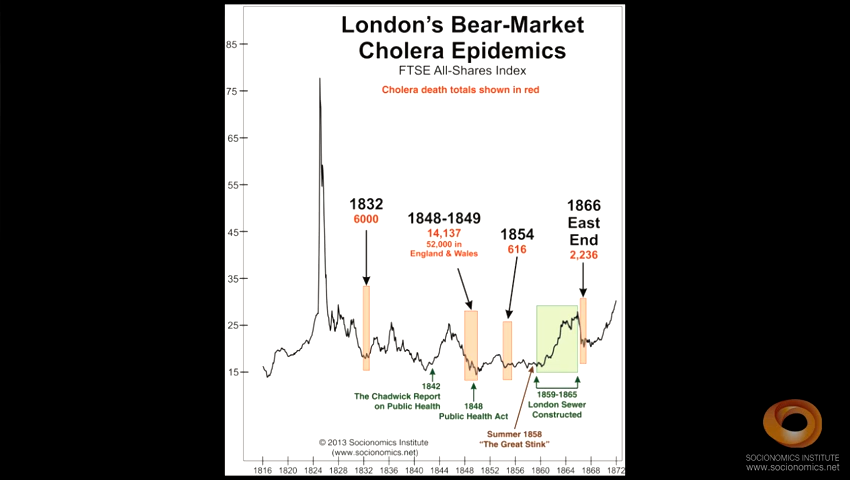 London's Bear-Market
Cholera Epidemics
FTSE All-Shares Index
Cholera death totals shown in red
85
75
65
55
45
35
25
15
1832
6000
1848-1849
14,137
52,000 in
England & Wales
1854
616
1866
East
End
2,236
1842
The Chadwick Report
on Public Health
1848
Public Health Act
1859-1865
London Sewer
Constructed
Summer 1858
“The Great Stink”
© 2013 Socionomics Institute
(www.socionomics.net)
1816 1820 1824 1828 1832 1836 1840 1844 1848 1852 1856 1860 1864 1868 1872
SOCIONOMICS INSTITUTE
www.socionomics.net